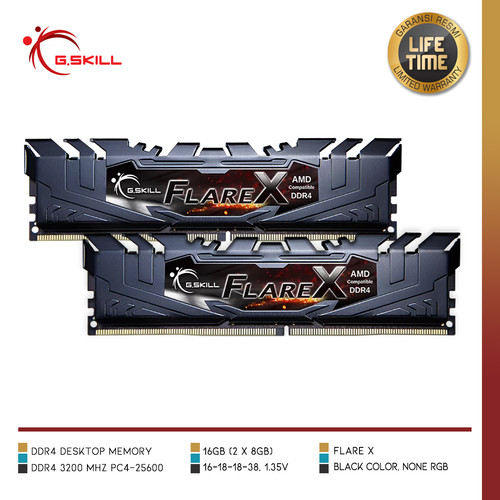 G.SKILL
GARANSI RESMI
LIFE
TIME
LIMITED WARRANTY
G.SKILL
FLARE X
AMD
Compatible
DDR4
G.SKILL
FLARE X
AMD
Compatible
DDR4
DDR4 DESKTOP MEMORY
DDR4 3200 MHZ PC4-25600
16GB (2 X 8GB)
16-18-18-38, 1.35V
FLARE X
BLACK COLOR, NONE RGB